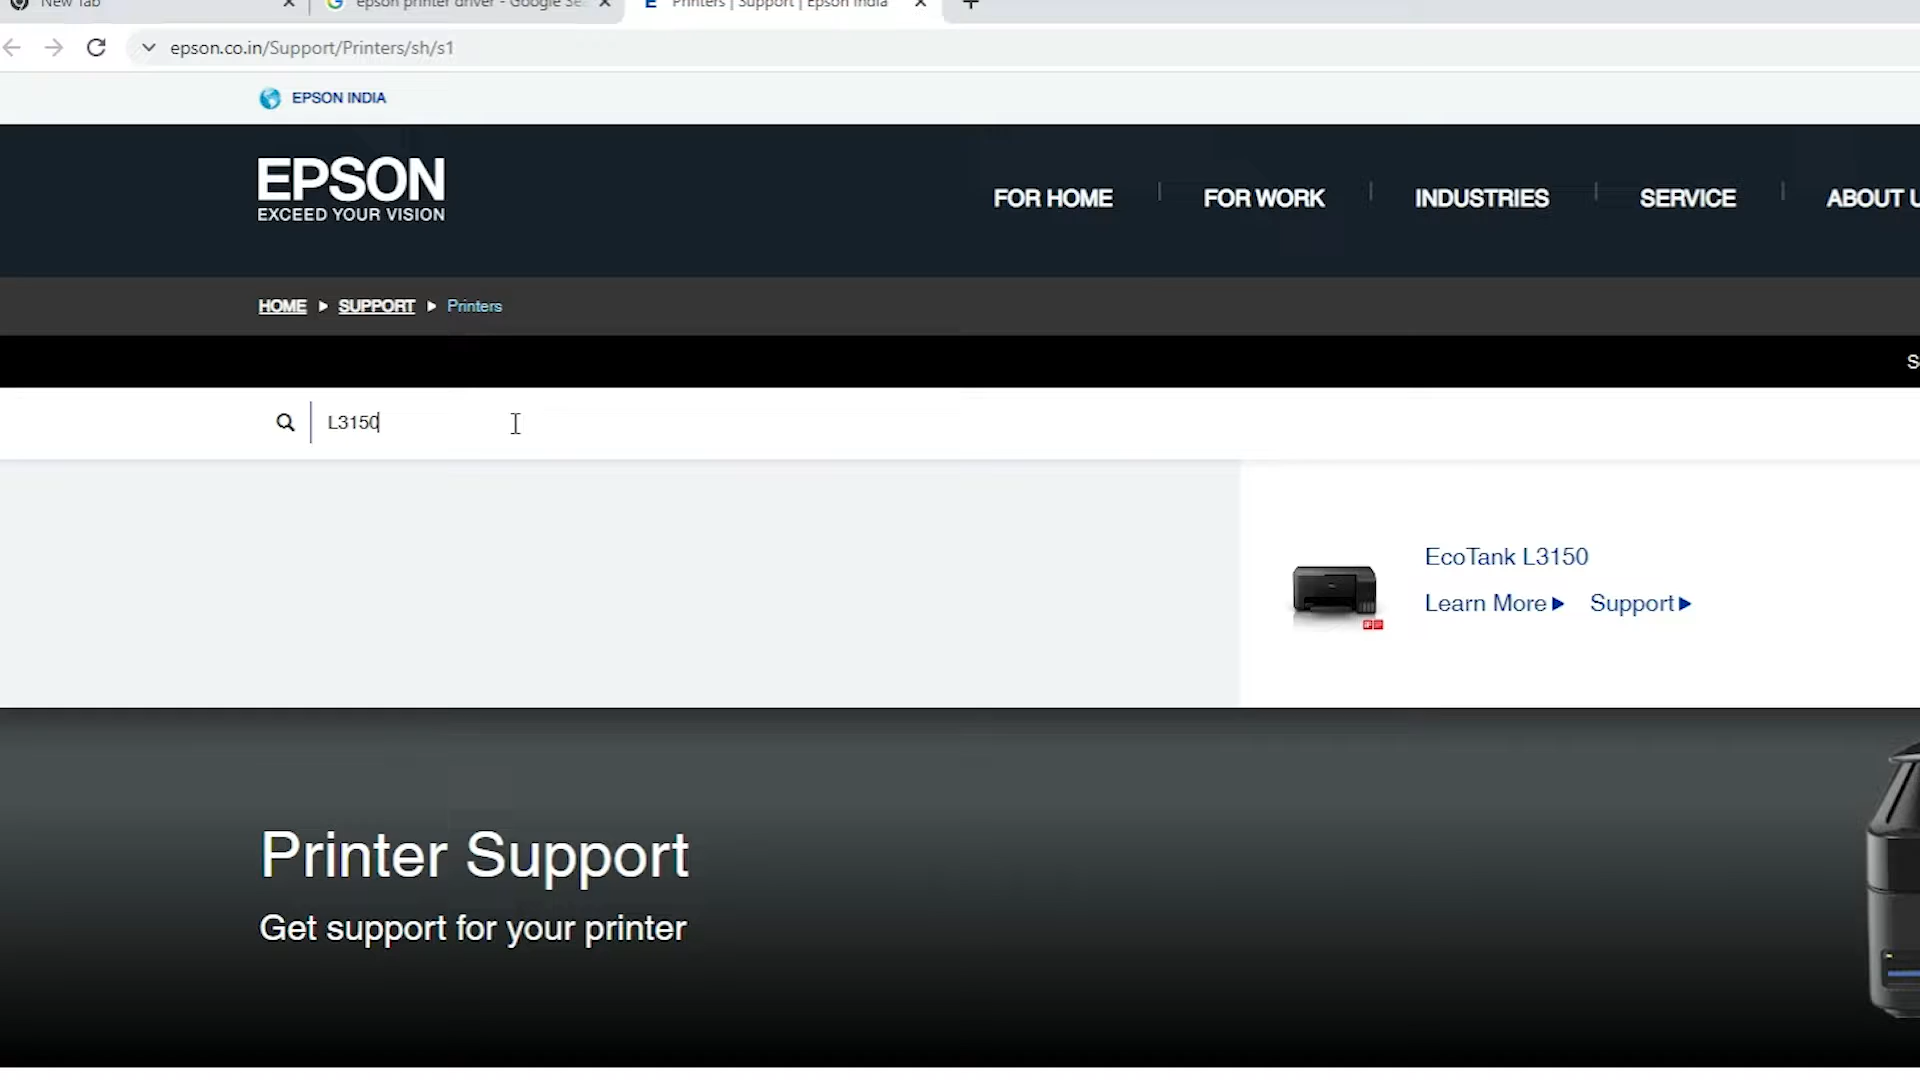 New Tab
epson printer driver - Google Se
Printers | Support | Epson India
epson.co.in/Support/Printers/sh/s1
EPSON INDIA
EPSON
EXCEED YOUR VISION
FOR HOME
FOR WORK
INDUSTRIES
SERVICE
ABOUT U
HOME
SUPPORT
Printers
S
L3150
EcoTank L3150
Learn More
Support
Printer Support
Get support for your printer